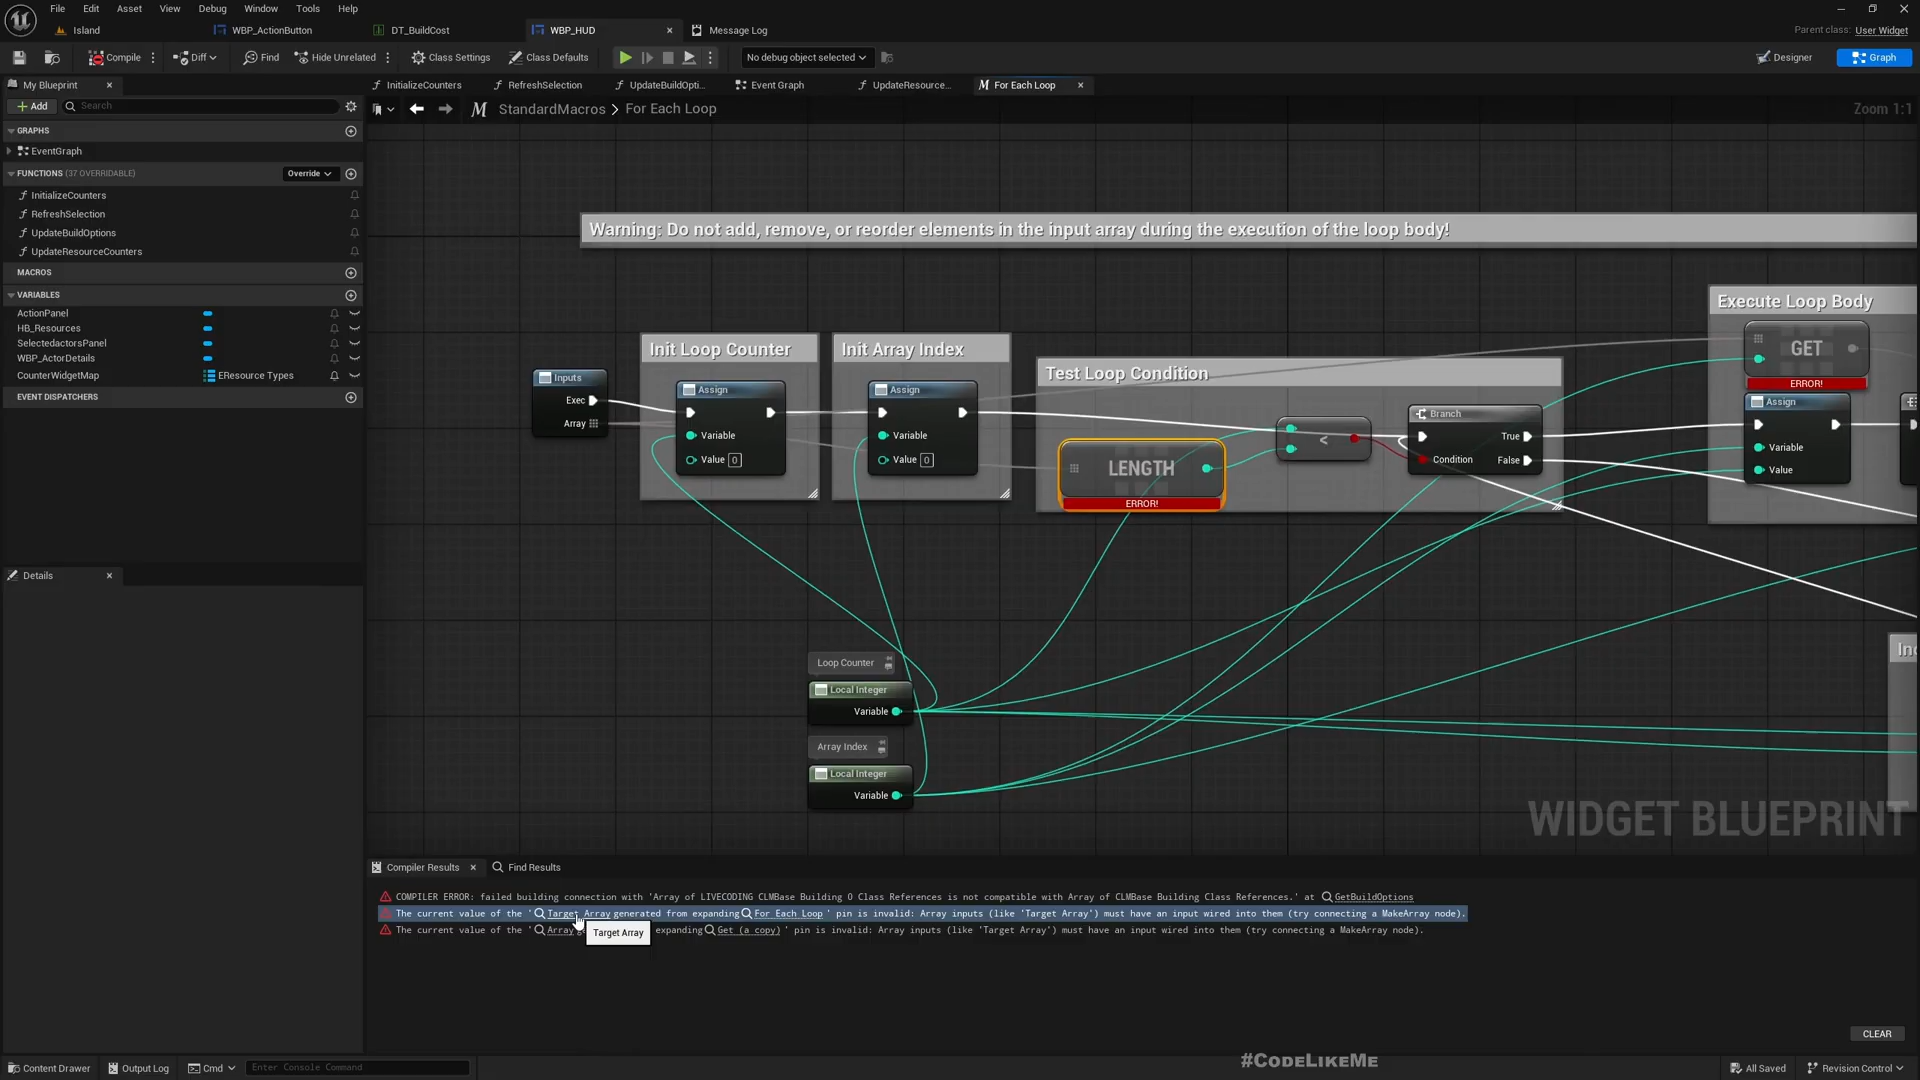 File Edit Asset View Debug Window Tools Help
Island WBP_ActionButton DT_BuildCost WBP_HUD Message Log
Parent class: User Widget
Compile Diff Find Hide Unrelated Class Settings Class Defaults No debug object selected Designer Graph
My Blueprint InitializeCounters RefreshSelection UpdateBuildOpti... Event Graph UpdateResource... For Each Loop
Add Search
StandardMacros > For Each Loop
Zoom 1:1
GRAPHS
EventGraph
FUNCTIONS (37 OVERRIDABLE) Override
InitializeCounters
RefreshSelection
UpdateBuildOptions
UpdateResourceCounters
MACROS
VARIABLES
ActionPanel
HB_Resources
SelectedactorsPanel
WBP_ActorDetails
CounterWidgetMap EResource Types
EVENT DISPATCHERS
Details
Warning: Do not add, remove, or reorder elements in the input array during the execution of the loop body!
Inputs
Exec
Array
Init Loop Counter
Assign
Variable
Value 0
Init Array Index
Assign
Variable
Value 0
Test Loop Condition
LENGTH
ERROR!
<
Branch
True
Condition False
Execute Loop Body
GET
ERROR!
Assign
Variable
Value
Inc
Loop Counter
Local Integer
Variable
Array Index
Local Integer
Variable
WIDGET BLUEPRINT
Compiler Results Find Results
COMPILER ERROR: failed building connection with 'Array of LIVECODING CLMBase Building 0 Class References is not compatible with Array of CLMBase Building Class References.' at GetBuildOptions
The current value of the ' Target Array generated from expanding For Each Loop ' pin is invalid: Array inputs (like 'Target Array') must have an input wired into them (try connecting a MakeArray node).
The current value of the ' Array expanding Get (a copy) ' pin is invalid: Array inputs (like 'Target Array') must have an input wired into them (try connecting a MakeArray node).
Target Array
CLEAR
Content Drawer Output Log Cmd Enter Console Command
#CodeLikeMe
All Saved Revision Control